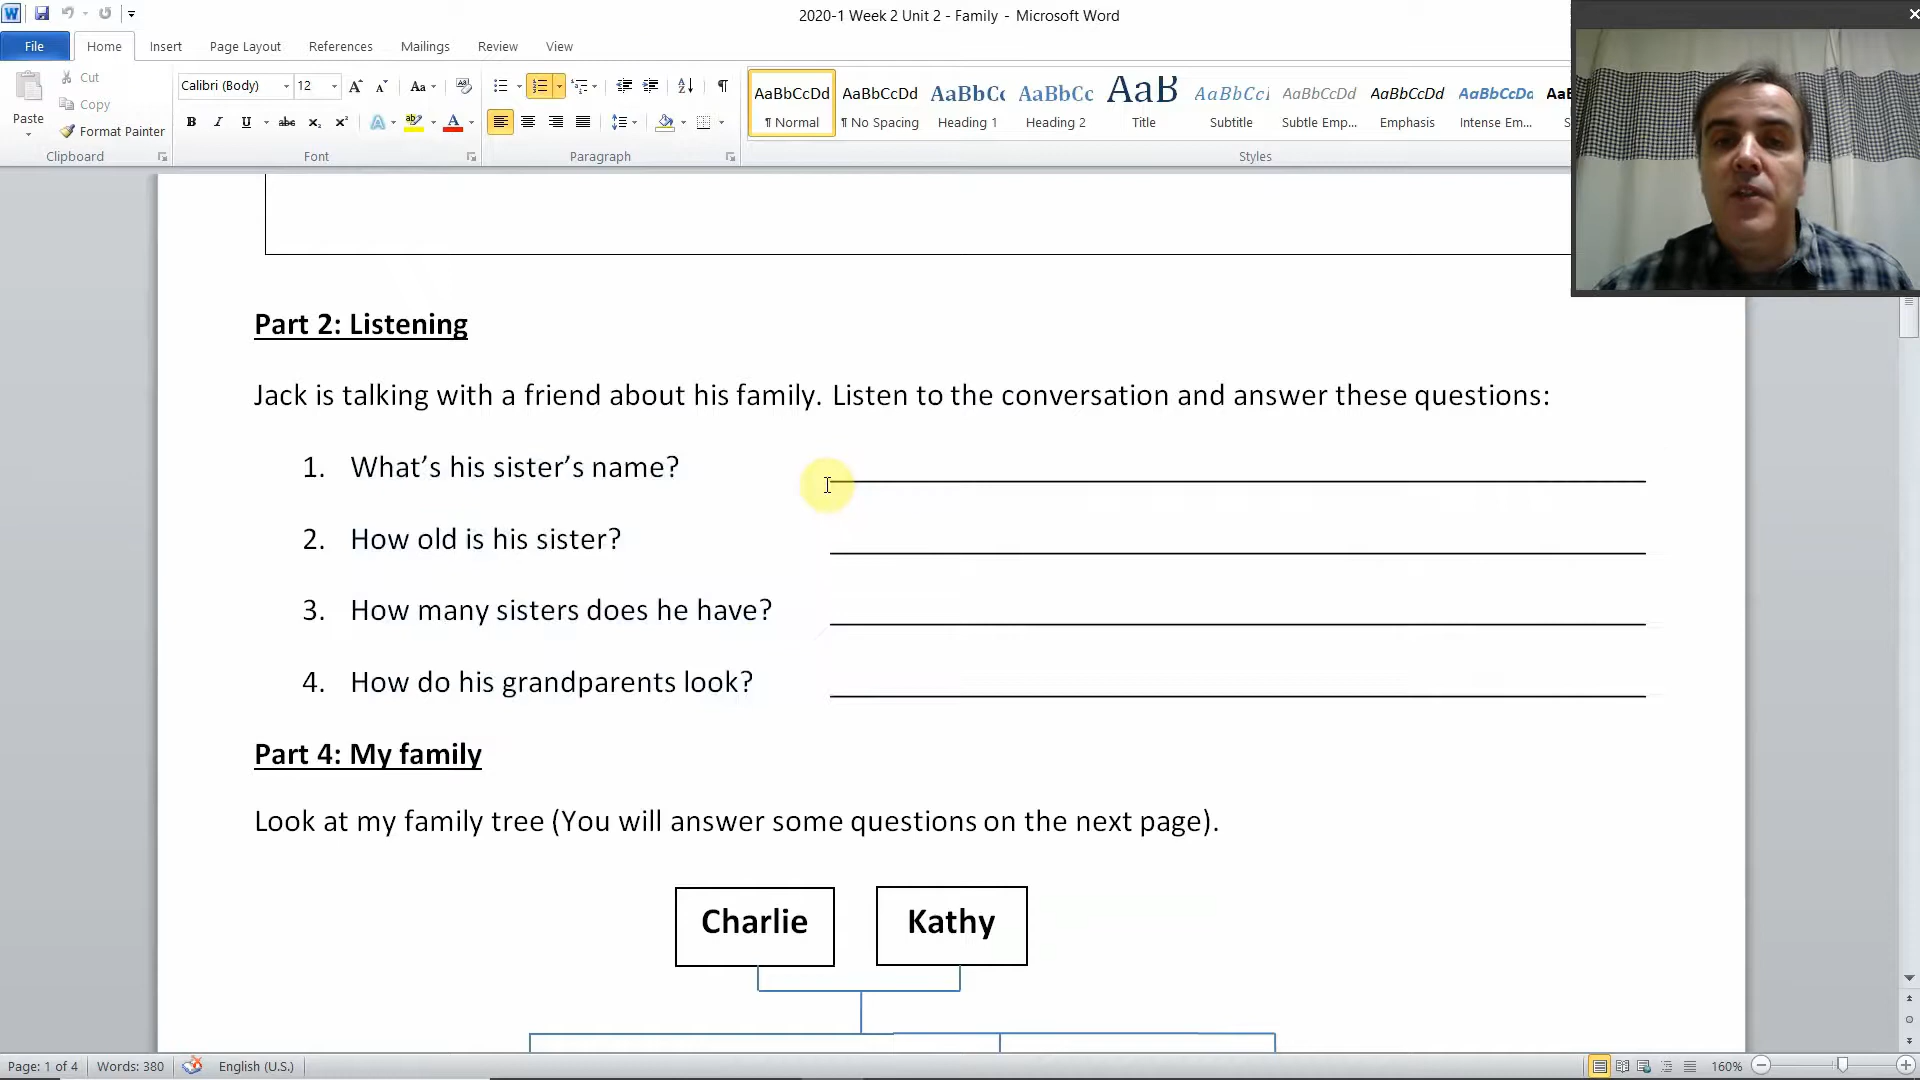 2020-1 Week 2 Unit 2 - Family - Microsoft Word
File Home Insert Page Layout References Mailings Review View
Paste
Cut
Copy
Format Painter
Clipboard
Calibri (Body) 12
Font
Paragraph
AaBbCcDd AaBbCcDd AaBbCc AaBbCc AaB AaBbCcI AaBbCcDd AaBbCcDd AaBbCcDd
¶ Normal ¶ No Spacing Heading 1 Heading 2 Title Subtitle Subtle Emp... Emphasis Intense Em...
Styles
Part 2: Listening
Jack is talking with a friend about his family. Listen to the conversation and answer these questions:
1. What’s his sister’s name?
2. How old is his sister?
3. How many sisters does he have?
4. How do his grandparents look?
Part 4: My family
Look at my family tree (You will answer some questions on the next page).
Charlie Kathy
Page: 1 of 4 Words: 380 English (U.S.) 160%